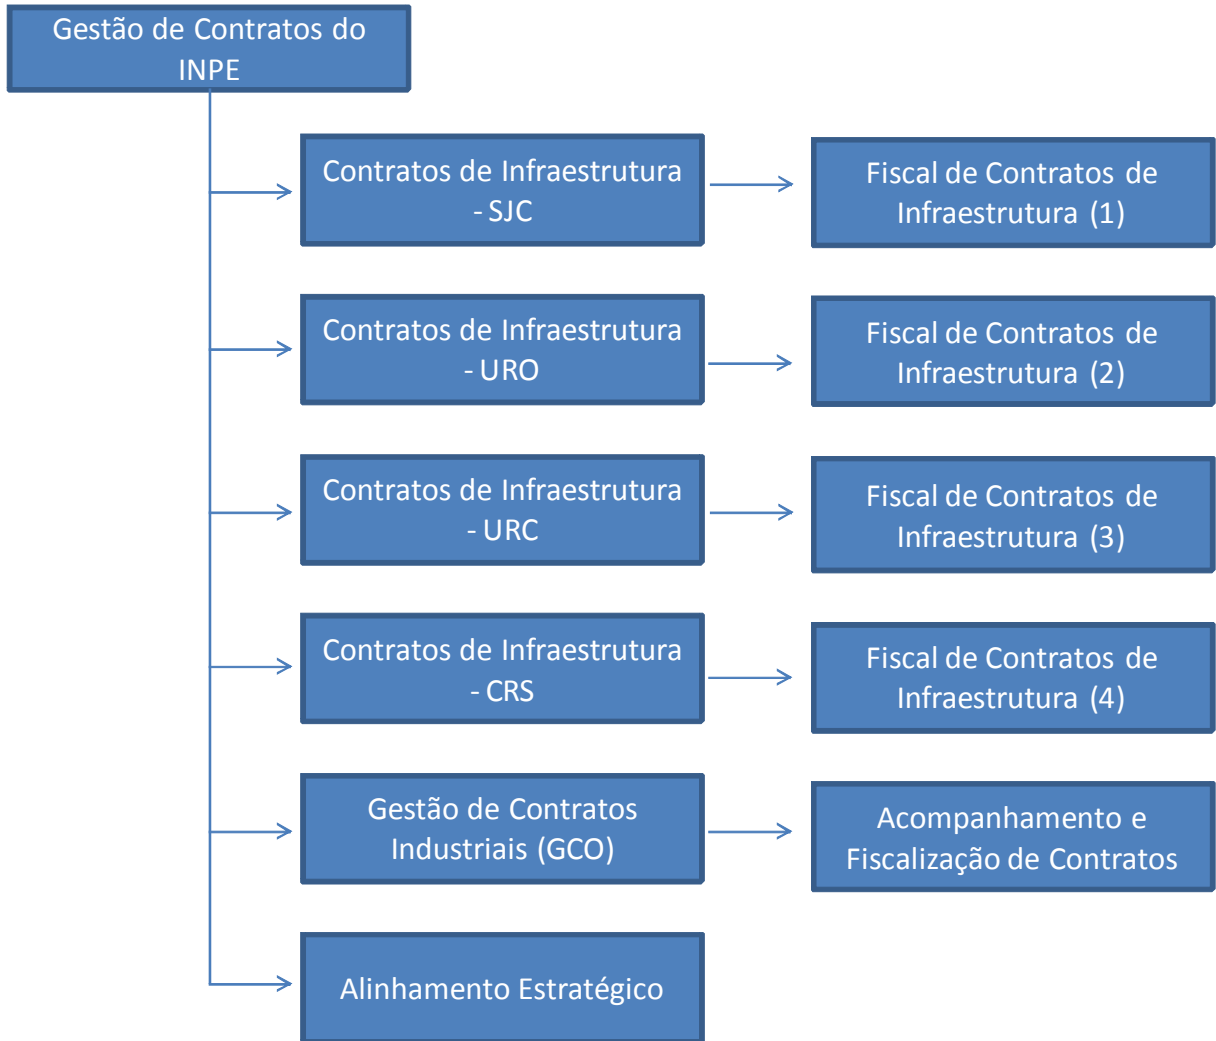 Gestão de Contratos do
INPE
Contratos de Infraestrutura
- SJC
Fiscal de Contratos de
Infraestrutura (1)
Contratos de Infraestrutura
- URO
Fiscal de Contratos de
Infraestrutura (2)
Contratos de Infraestrutura
- URC
Fiscal de Contratos de
Infraestrutura (3)
Contratos de Infraestrutura
- CRS
Fiscal de Contratos de
Infraestrutura (4)
Gestão de Contratos
Industriais (GCO)
Acompanhamento e
Fiscalização de Contratos
Alinhamento Estratégico